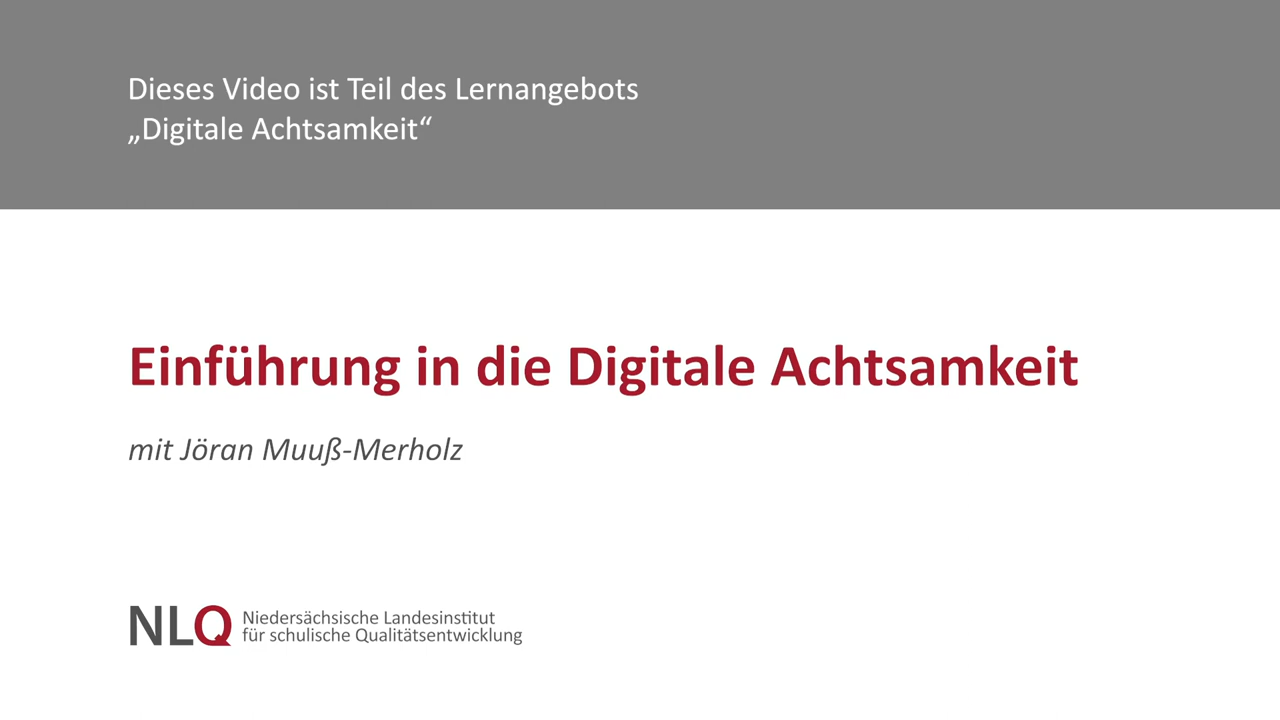 Dieses Video ist Teil des Lernangebots
„Digitale Achtsamkeit“
Einführung in die Digitale Achtsamkeit
mit Jöran Muuß-Merholz
NLQ
Niedersächsische Landesinstitut
für schulische Qualitätsentwicklung